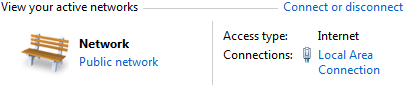 View your active networks Connect or disconnect
Network
Public network
Access type: Internet
Connections: Local Area
Connection